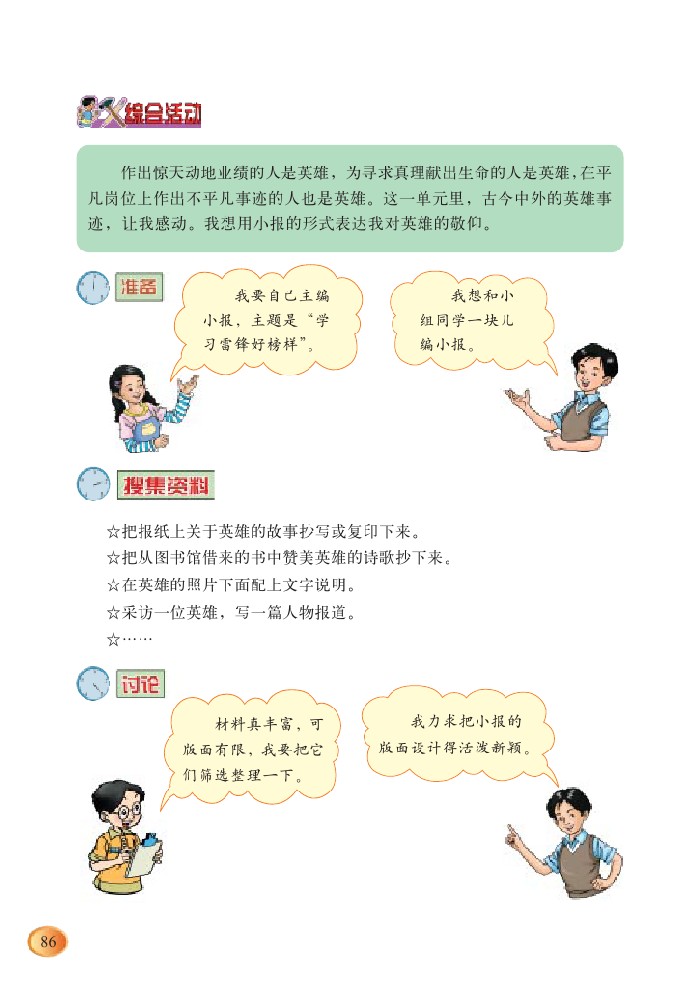 综合活动
作出惊天动地业绩的人是英雄，为寻求真理献出生命的人是英雄，在平
凡岗位上作出不平凡事迹的人也是英雄。这一单元里，古今中外的英雄事
迹，让我感动。我想用小报的形式表达我对英雄的敬仰。
准备
我要自己主编
小报，主题是“学
习雷锋好榜样”。
我想和小
组同学一块儿
编小报。
搜集资料
☆把报纸上关于英雄的故事抄写或复印下来。
☆把从图书馆借来的书中赞美英雄的诗歌抄下来。
☆在英雄的照片下面配上文字说明。
☆采访一位英雄，写一篇人物报道。
☆……
讨论
材料真丰富，可
版面有限，我要把它
们筛选整理一下。
我力求把小报的
版面设计得活泼新颖。
86